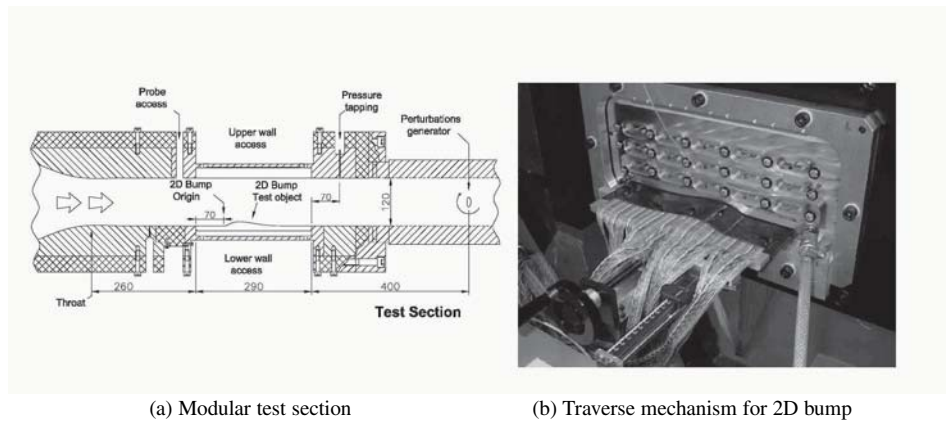 Probe
access
Upper wall
access
Pressure
tapping
Perturbations
generator
2D Bump
Origin
2D Bump
Test object
70
70
120
Lower wall
access
Throat
260
290
400
Test Section
(a) Modular test section
(b) Traverse mechanism for 2D bump